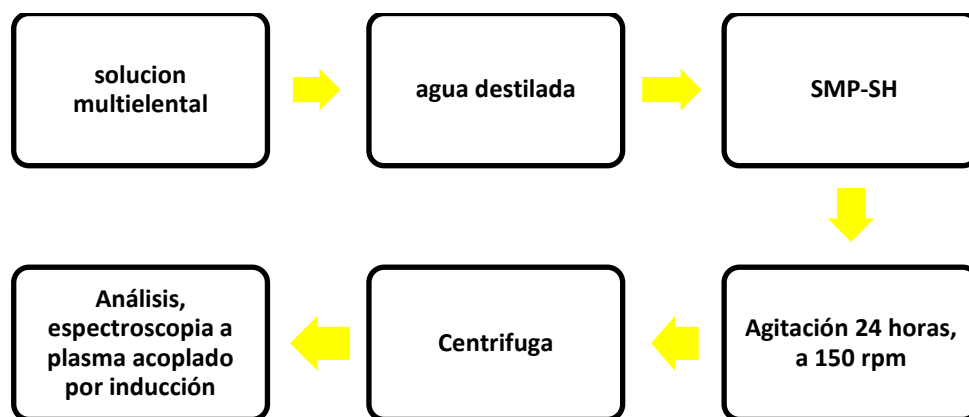 solucion
multielental
agua destilada
SMP-SH
Agitación 24 horas,
a 150 rpm
Centrifuga
Análisis,
espectroscopia a
plasma acoplado
por inducción